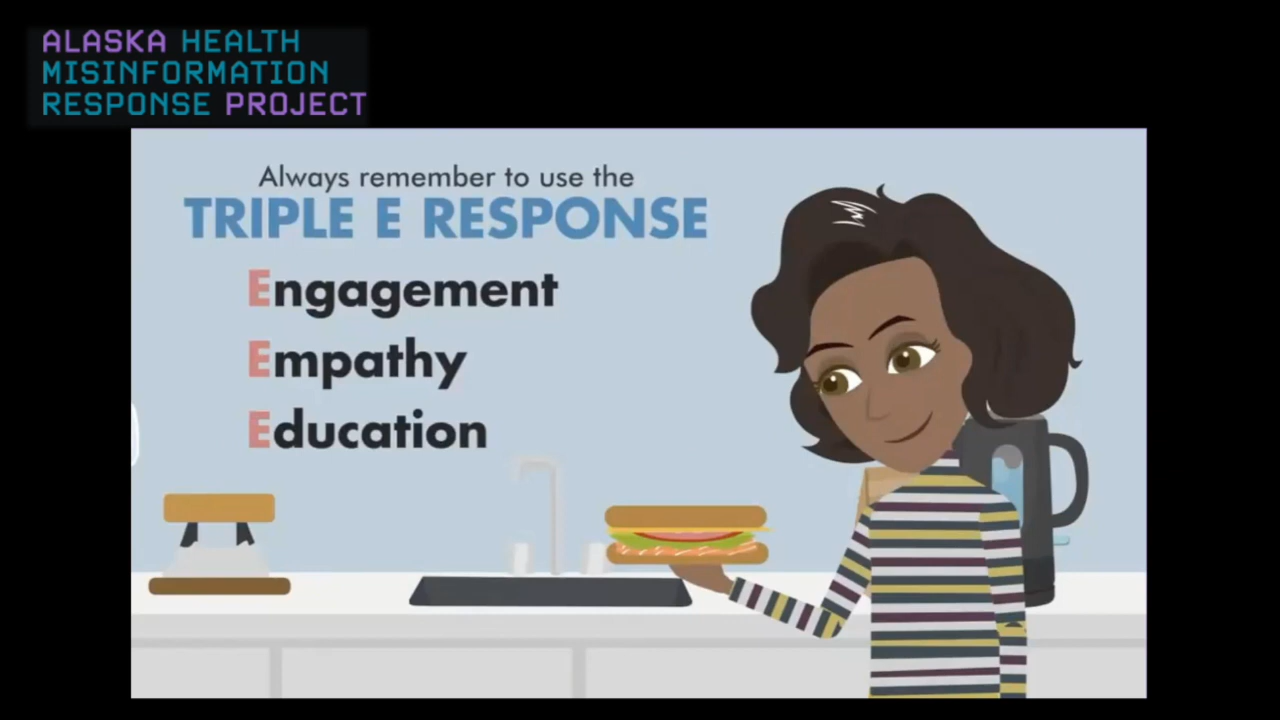 ALASKA HEALTH
MISINFORMATION
RESPONSE PROJECT
Always remember to use the
TRIPLE E RESPONSE
Engagement
Empathy
Education